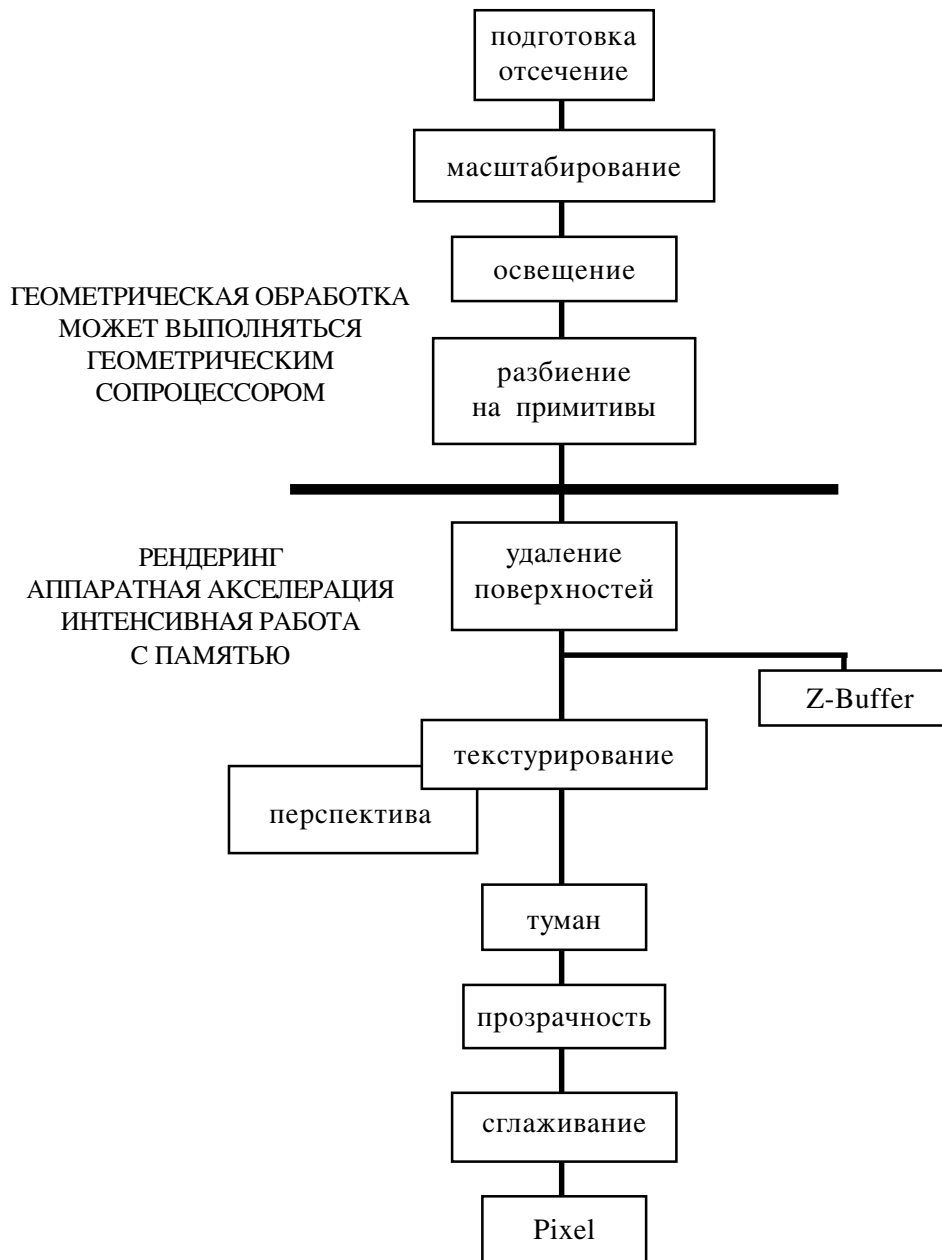 подготовка
отсечение
масштабирование
освещение
ГЕОМЕТРИЧЕСКАЯ ОБРАБОТКА
МОЖЕТ ВЫПОЛНЯТЬСЯ
ГЕОМЕТРИЧЕСКИМ
СОПРОЦЕССОРОМ
разбиение
на примитивы
удаление
поверхностей
РЕНДЕРИНГ
АППАРАТНАЯ АКСЕЛЕРАЦИЯ
ИНТЕНСИВНАЯ РАБОТА
С ПАМЯТЬЮ
Z-Buffer
текстурирование
перспектива
туман
прозрачность
сглаживание
Pixel